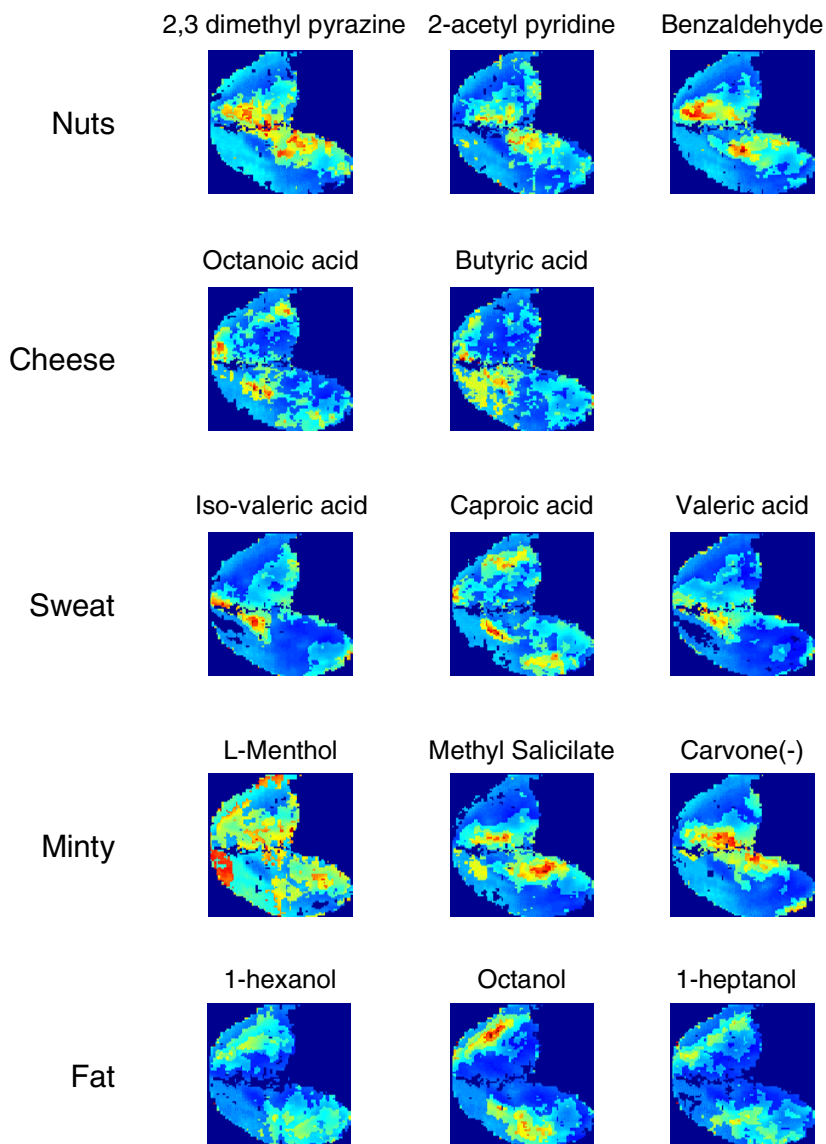 2,3 dimethyl pyrazine 2-acetyl pyridine Benzaldehyde
Nuts
Octanoic acid Butyric acid
Cheese
Iso-valeric acid Caproic acid Valeric acid
Sweat
L-Menthol Methyl Salicilate Carvone(-)
Minty
1-hexanol Octanol 1-heptanol
Fat